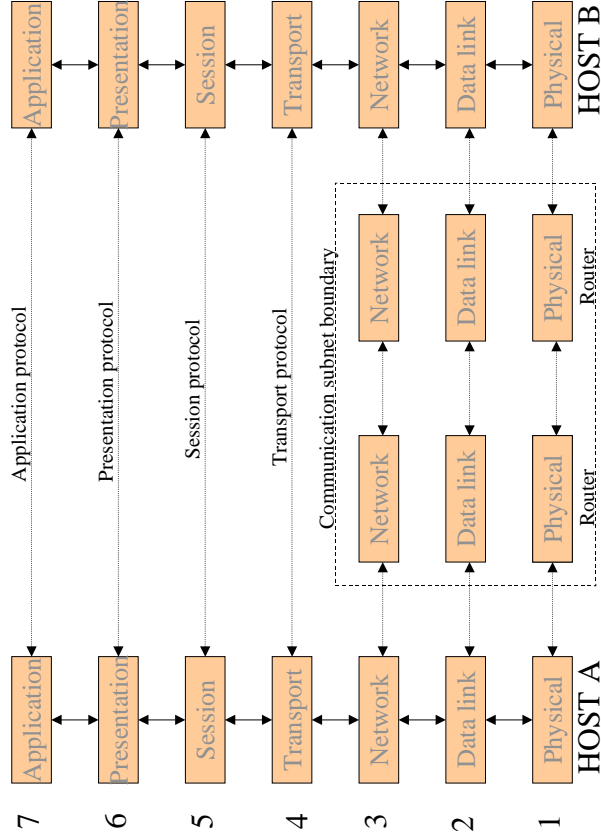 7 Application Application protocol Application
6 Presentation Presentation protocol Presentation
5 Session Session protocol Session
4 Transport Transport protocol Transport
Communication subnet boundary
3 Network Network Network Network
2 Data link Data link Data link Data link
1 Physical Physical Physical Physical
HOST A Router Router HOST B